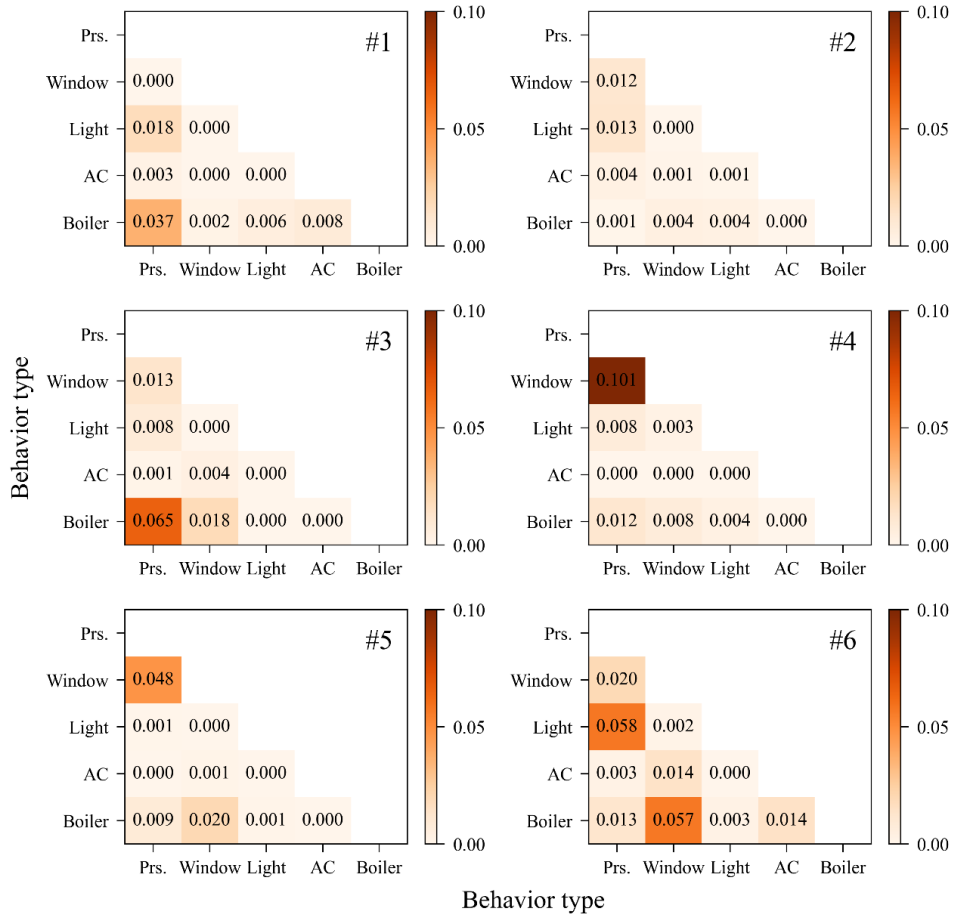 #1
0.10
0.05
0.00
Prs.
Window 0.000
Light 0.018 0.000
AC 0.003 0.000 0.000
Boiler 0.037 0.002 0.006 0.008
Prs. Window Light AC Boiler
#2
0.10
0.05
0.00
0.012
0.013 0.000
0.004 0.001 0.001
0.001 0.004 0.004 0.000
Prs. Window Light AC Boiler
Behavior type
#3
0.10
0.05
0.00
Prs.
Window 0.013
Light 0.008 0.000
AC 0.001 0.004 0.000
Boiler 0.065 0.018 0.000 0.000
Prs. Window Light AC Boiler
#4
0.10
0.05
0.00
Prs.
Window 0.101
Light 0.008 0.003
AC 0.000 0.000 0.000
Boiler 0.012 0.008 0.004 0.000
Prs. Window Light AC Boiler
#5
0.10
0.05
0.00
Prs.
Window 0.048
Light 0.001 0.000
AC 0.000 0.001 0.000
Boiler 0.009 0.020 0.001 0.000
Prs. Window Light AC Boiler
#6
0.10
0.05
0.00
Prs.
Window 0.020
Light 0.058 0.002
AC 0.003 0.014 0.000
Boiler 0.013 0.057 0.003 0.014
Prs. Window Light AC Boiler
Behavior type